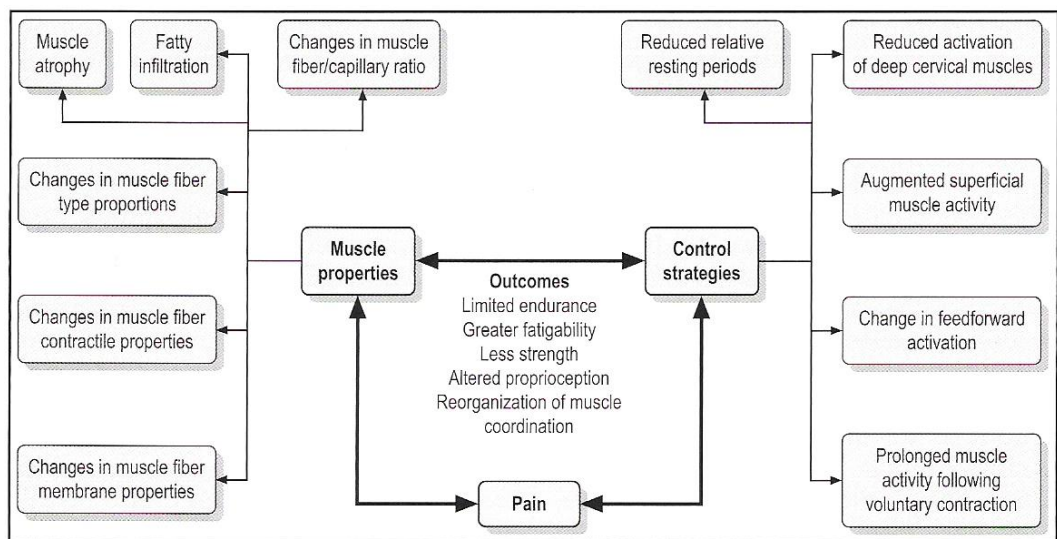 Muscle
atrophy
Fatty
infiltration
Changes in muscle
fiber/capillary ratio
Reduced relative
resting periods
Reduced activation
of deep cervical muscles
Changes in muscle fiber
type proportions
Augmented superficial
muscle activity
Muscle
properties
Control
strategies
Outcomes
Limited endurance
Greater fatigability
Less strength
Altered proprioception
Reorganization of muscle
coordination
Changes in muscle fiber
contractile properties
Change in feedforward
activation
Changes in muscle fiber
membrane properties
Pain
Prolonged muscle
activity following
voluntary contraction